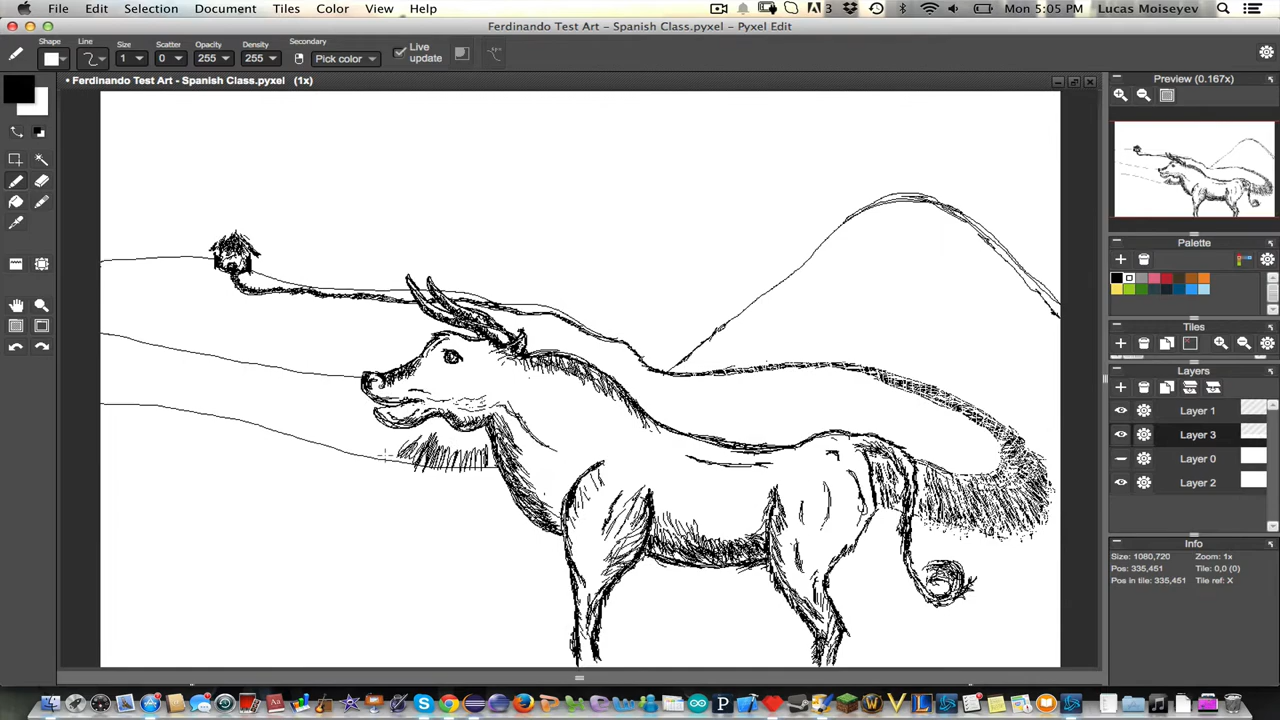 File Edit Selection Document Tiles Color View Help
3 Mon 5:05 PM Lucas Moiseyev
Ferdinando Test Art - Spanish Class.pyxel - Pyxel Edit
Shape Line Size Scatter Opacity Density Secondary
1 0 255 255 Pick color Live update
• Ferdinando Test Art - Spanish Class.pyxel (1x)
Preview (0.167x)
Palette
Tiles
Layers
Layer 1
Layer 3
Layer 0
Layer 2
Info
Size: 1080,720 Zoom: 1x
Pos: 335,451 Tile: 0,0 (0)
Pos in tile: 335,451 Tile ref: X